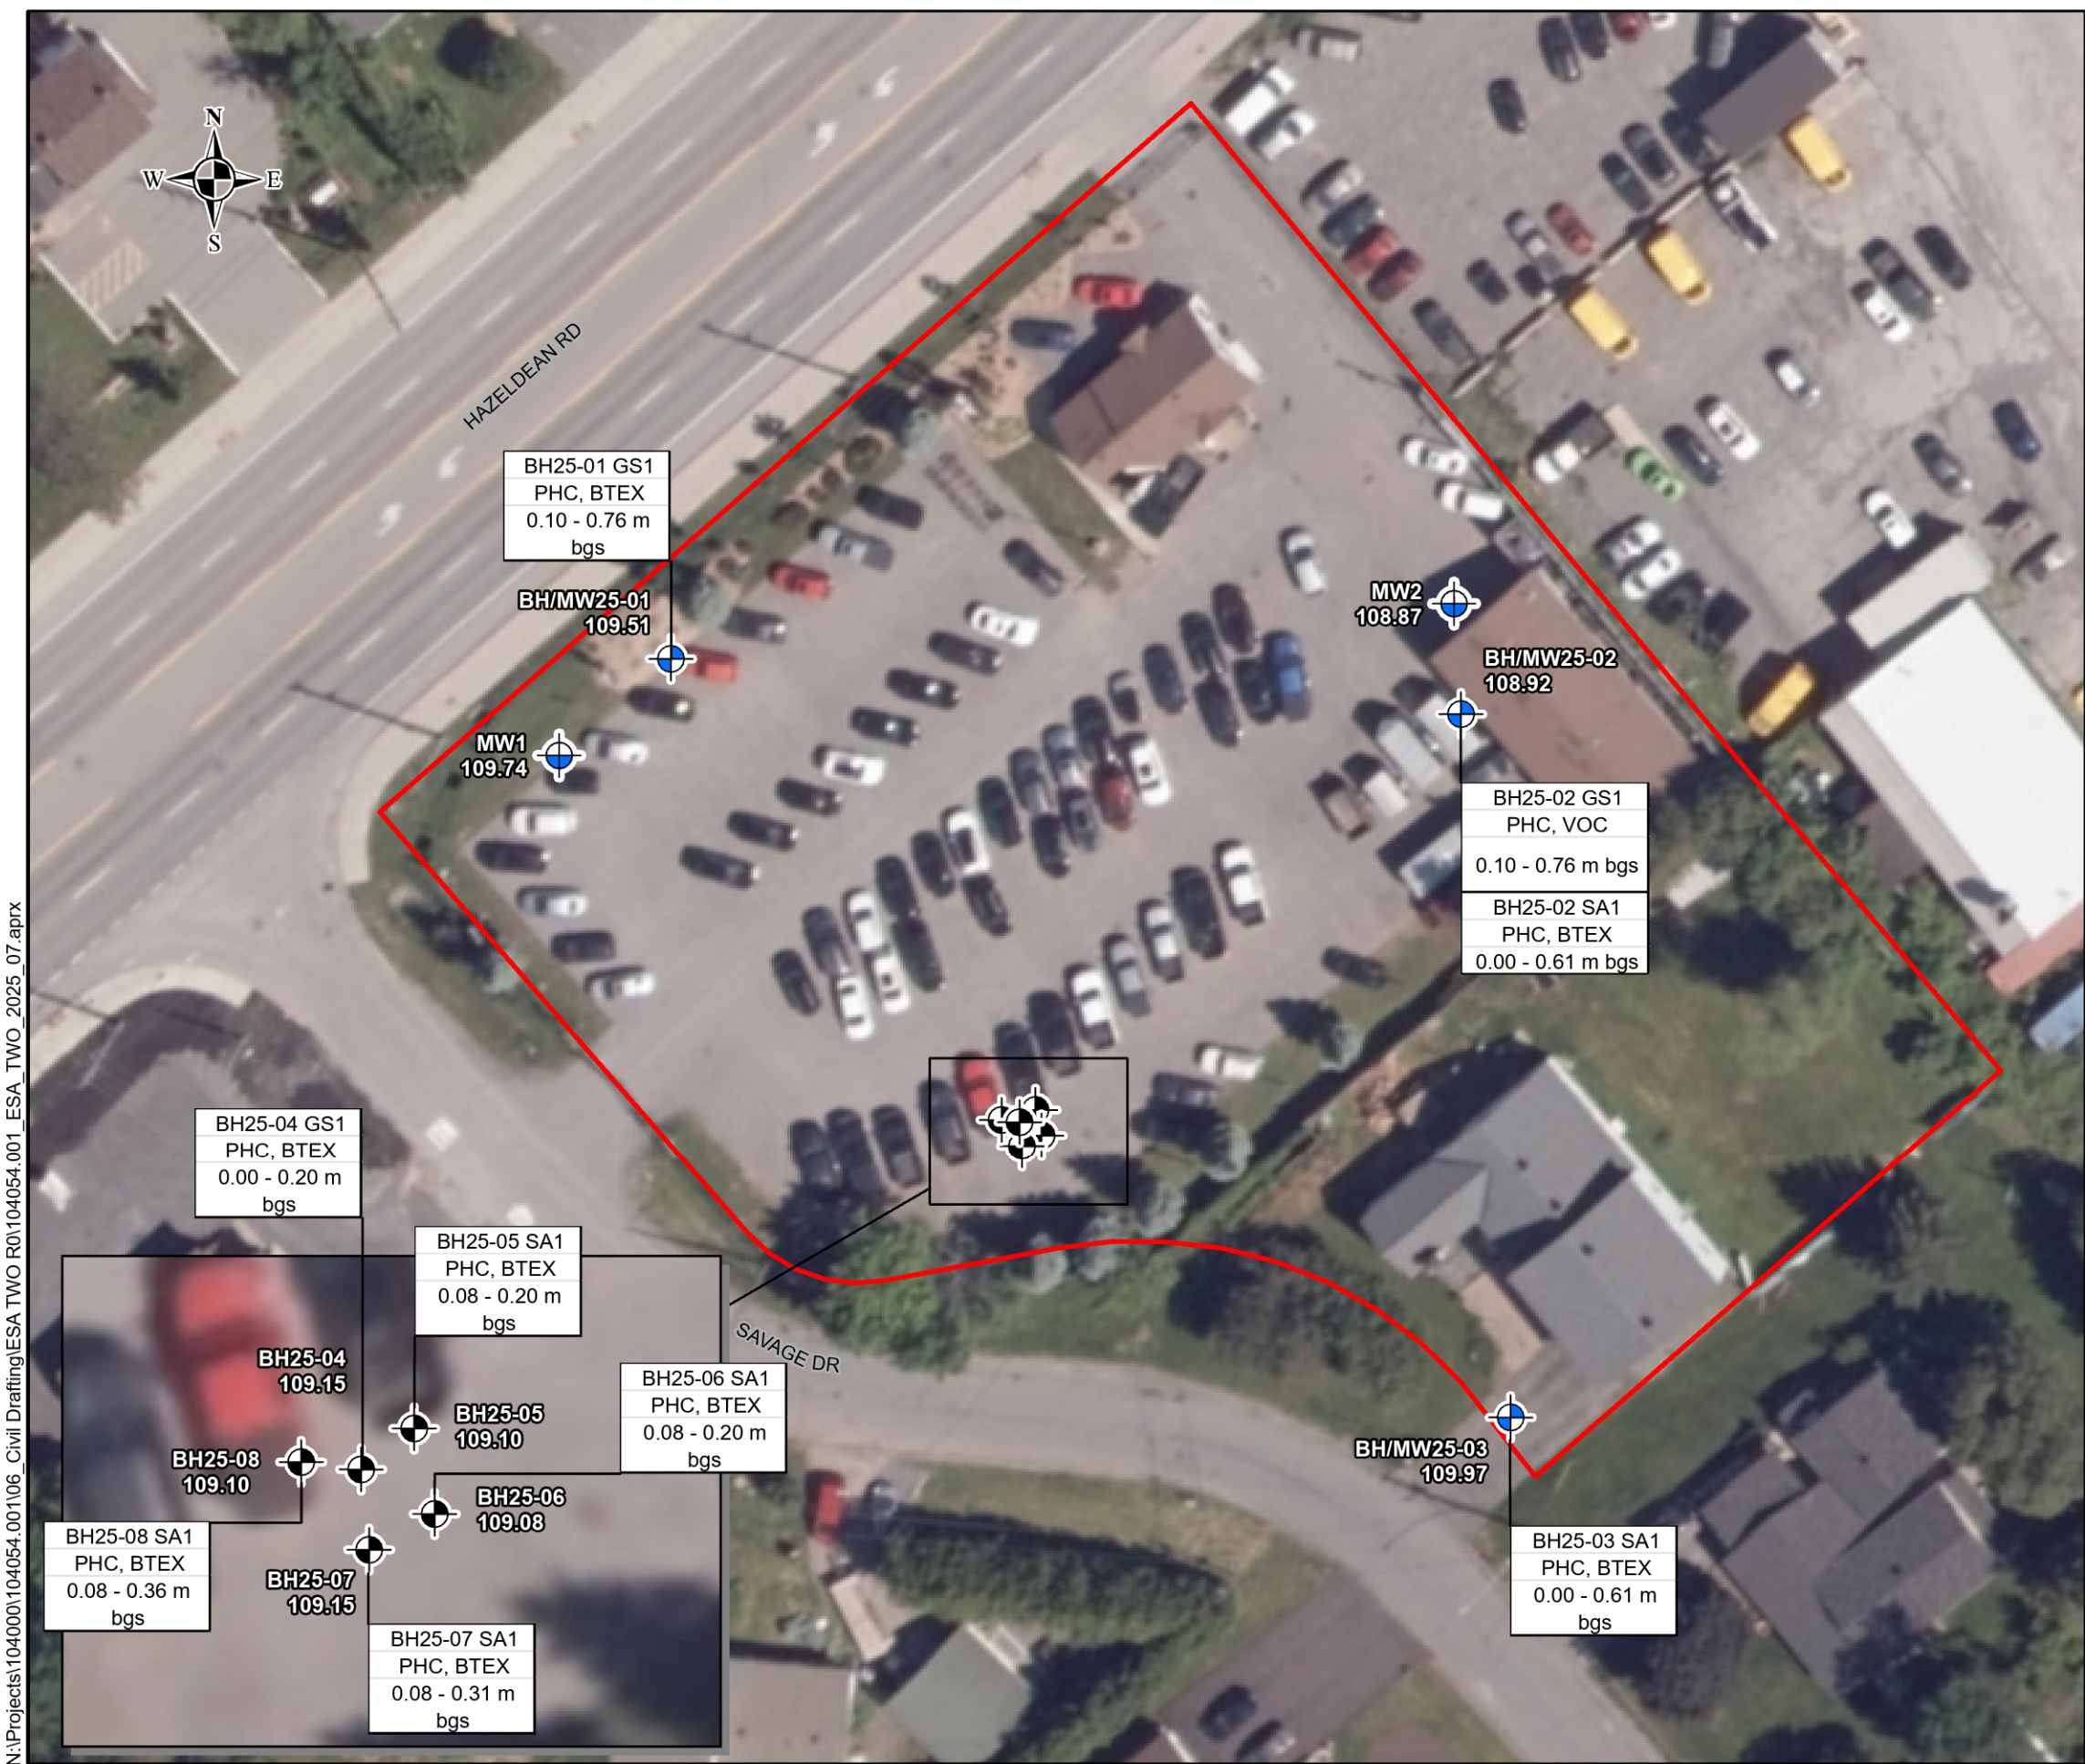 N
W E
S
HAZELDEAN RD
BH25-01 GS1
PHC, BTEX
0.10 - 0.76 m
bgs
BH/MW25-01
109.51
MW1
109.74
MW2
108.87
BH/MW25-02
108.92
BH25-02 GS1
PHC, VOC
0.10 - 0.76 m bgs
BH25-02 SA1
PHC, BTEX
0.00 - 0.61 m bgs
BH25-04 GS1
PHC, BTEX
0.00 - 0.20 m
bgs
BH25-05 SA1
PHC, BTEX
0.08 - 0.20 m
bgs
BH25-04
109.15
BH25-05
109.10
BH25-06 SA1
PHC, BTEX
0.08 - 0.20 m
bgs
BH25-08
109.10
BH25-06
109.08
BH25-08 SA1
PHC, BTEX
0.08 - 0.36 m
bgs
BH25-07
109.15
BH25-07 SA1
PHC, BTEX
0.08 - 0.31 m
bgs
SAVAGE DR
BH/MW25-03
109.97
BH25-03 SA1
PHC, BTEX
0.00 - 0.61 m
bgs
N:\Projects\104000\104054.001\06_Civil Drafting\ESA TWO R0\104054.001_ESA_TWO_2025_07.aprx